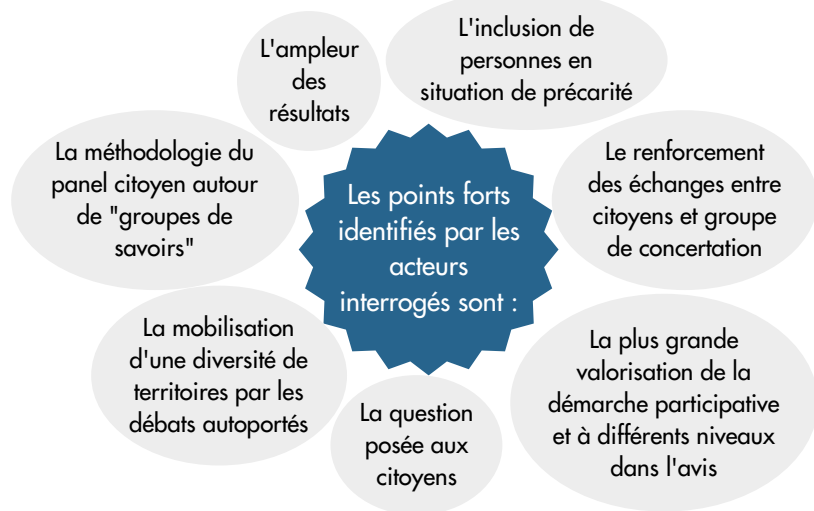 Les points forts
identifiés par les
acteurs
interrogés sont :
L'ampleur
des
résultats
L'inclusion de
personnes en
situation de précarité
Le renforcement
des échanges entre
citoyens et groupe
de concertation
La plus grande
valorisation de la
démarche participative
et à différents niveaux
dans l'avis
La question
posée aux
citoyens
La mobilisation
d'une diversité de
territoires par les
débats autoportés
La méthodologie du
panel citoyen autour
de "groupes de
savoirs"